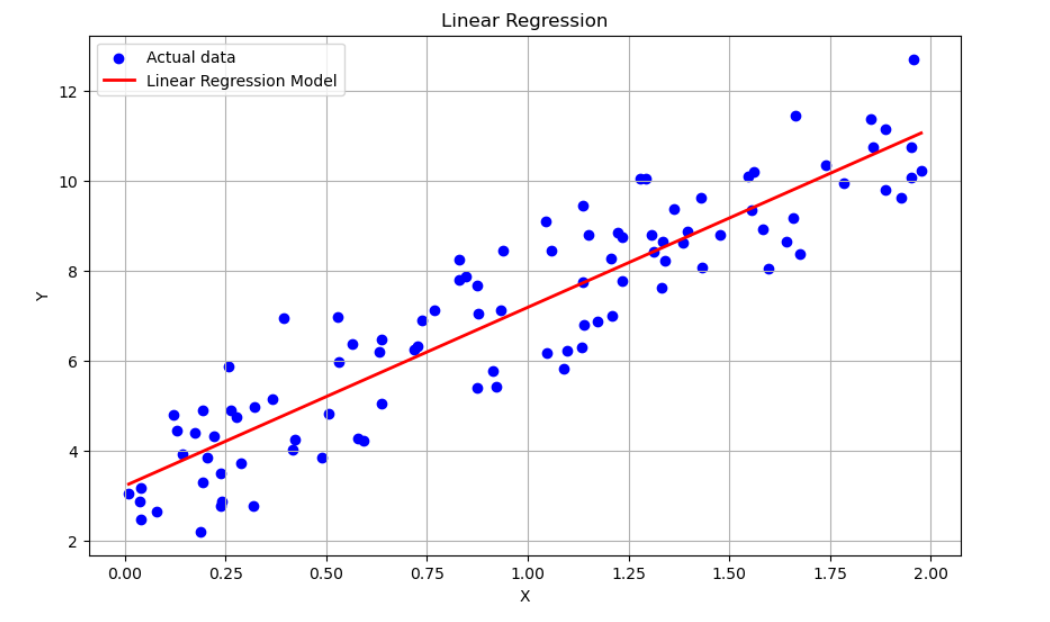 Linear Regression
Actual data
Linear Regression Model
12
10
8
6
4
2
Y
0.00 0.25 0.50 0.75 1.00 1.25 1.50 1.75 2.00
X